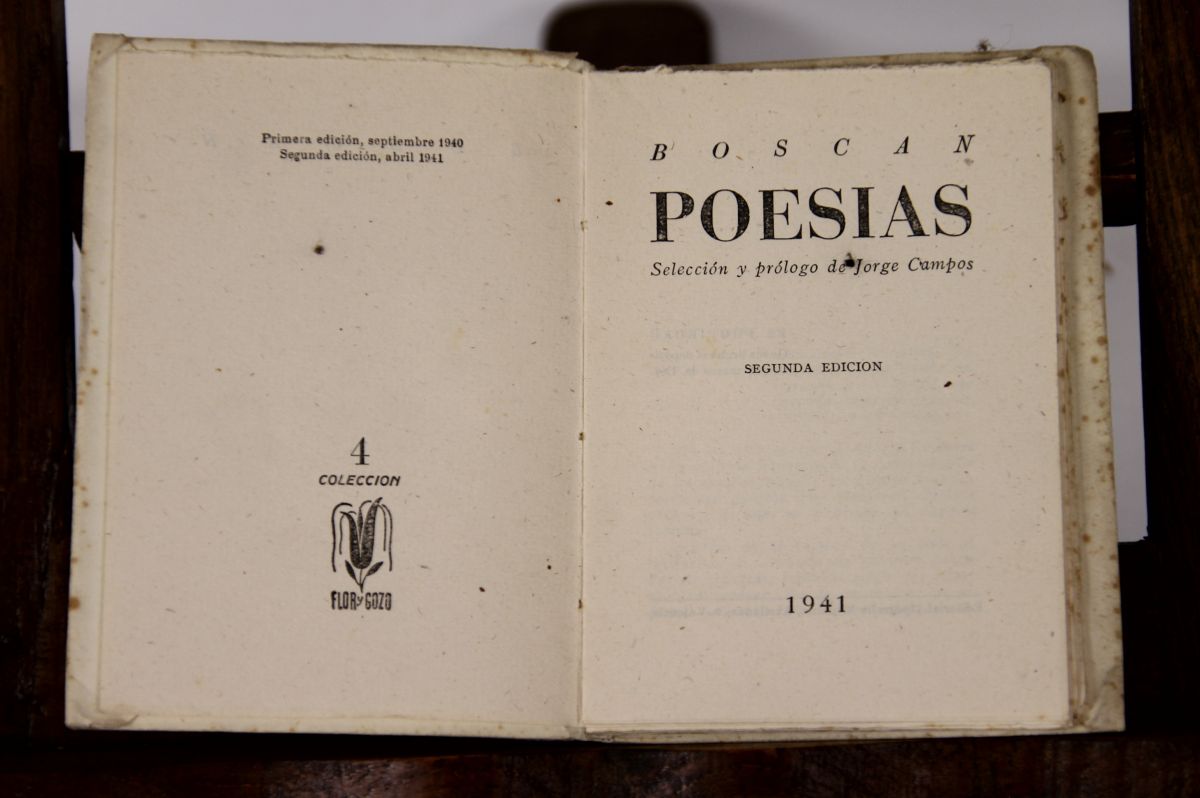 Primera edición, septiembre 1940
Segunda edición, abril 1941
4
COLECCION
FLOR y GOZO
BOSCAN
POESIAS
Selección y prólogo de Jorge Campos
SEGUNDA EDICION
1941